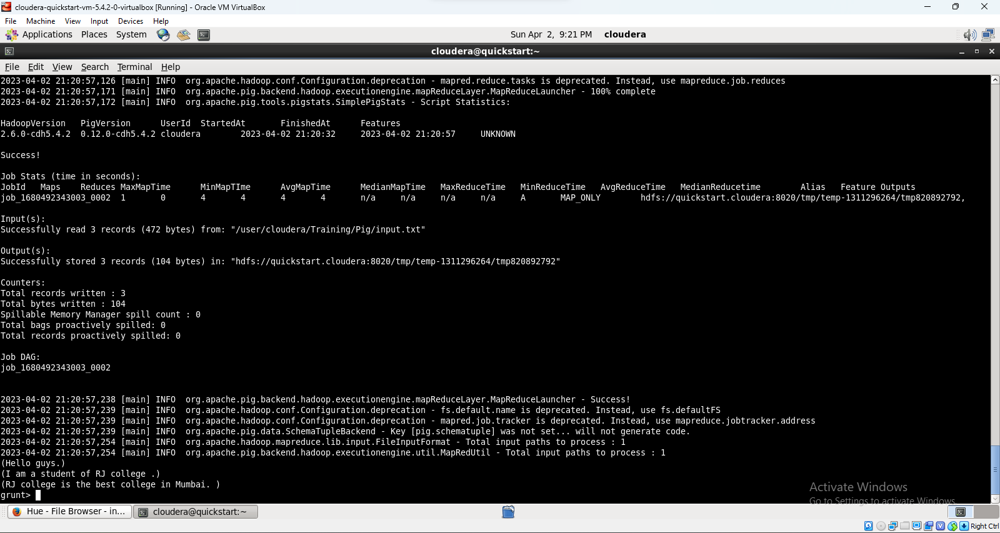 cloudera-quickstart-vm-5.4.2-0-virtualbox [Running] - Oracle VM VirtualBox
File Machine View Input Devices Help
Applications Places System Sun Apr 2, 9:21 PM cloudera
cloudera@quickstart:~
File Edit View Search Terminal Help
2023-04-02 21:20:57,126 [main] INFO  org.apache.hadoop.conf.Configuration.deprecation - mapred.reduce.tasks is deprecated. Instead, use mapreduce.job.reduces
2023-04-02 21:20:57,171 [main] INFO  org.apache.pig.backend.hadoop.executionengine.mapReduceLayer.MapReduceLauncher - 100% complete
2023-04-02 21:20:57,172 [main] INFO  org.apache.pig.tools.pigstats.SimplePigStats - Script Statistics:
HadoopVersion PigVersion UserId StartedAt FinishedAt Features
2.6.0-cdh5.4.2 0.12.0-cdh5.4.2 cloudera 2023-04-02 21:20:32 2023-04-02 21:20:57 UNKNOWN
Success!
Job Stats (time in seconds):
JobId Maps Reduces MaxMapTime MinMapTIme AvgMapTime MedianMapTime MaxReduceTime MinReduceTime AvgReduceTime MedianReducetime Alias Feature Outputs
job_1680492343003_0002 1 0 4 4 4 4 n/a n/a n/a n/a A MAP_ONLY hdfs://quickstart.cloudera:8020/tmp/temp-1311296264/tmp820892792,
Input(s):
Successfully read 3 records (472 bytes) from: "/user/cloudera/Training/Pig/input.txt"
Output(s):
Successfully stored 3 records (104 bytes) in: "hdfs://quickstart.cloudera:8020/tmp/temp-1311296264/tmp820892792"
Counters:
Total records written : 3
Total bytes written : 104
Spillable Memory Manager spill count : 0
Total bags proactively spilled: 0
Total records proactively spilled: 0
Job DAG:
job_1680492343003_0002
2023-04-02 21:20:57,238 [main] INFO  org.apache.pig.backend.hadoop.executionengine.mapReduceLayer.MapReduceLauncher - Success!
2023-04-02 21:20:57,239 [main] INFO  org.apache.hadoop.conf.Configuration.deprecation - fs.default.name is deprecated. Instead, use fs.defaultFS
2023-04-02 21:20:57,239 [main] INFO  org.apache.hadoop.conf.Configuration.deprecation - mapred.job.tracker is deprecated. Instead, use mapreduce.jobtracker.address
2023-04-02 21:20:57,239 [main] INFO  org.apache.pig.data.SchemaTupleBackend - Key [pig.schematuple] was not set... will not generate code.
2023-04-02 21:20:57,254 [main] INFO  org.apache.hadoop.mapreduce.lib.input.FileInputFormat - Total input paths to process : 1
2023-04-02 21:20:57,254 [main] INFO  org.apache.pig.backend.hadoop.executionengine.util.MapRedUtil - Total input paths to process : 1
(Hello guys.)
(I am a student of RJ college .)
(RJ college is the best college in Mumbai. )
grunt>
Activate Windows
Go to Settings to activate Windows.
Hue - File Browser - in... cloudera@quickstart:~
Right Ctrl